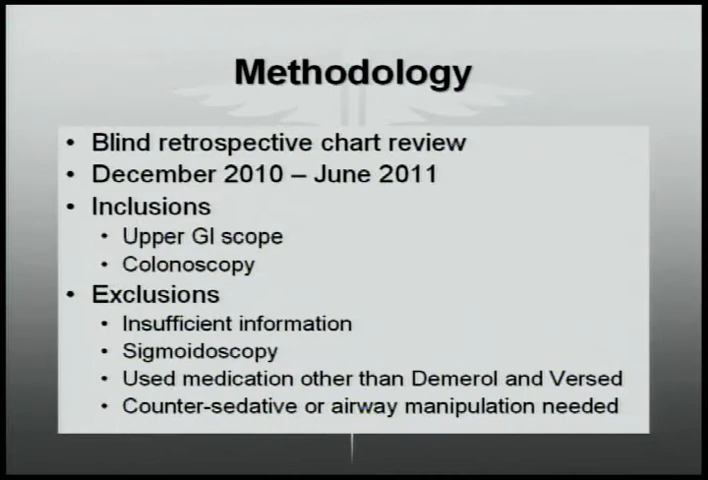 Methodology
• Blind retrospective chart review
• December 2010 – June 2011
• Inclusions
• Upper GI scope
• Colonoscopy
• Exclusions
• Insufficient information
• Sigmoidoscopy
• Used medication other than Demerol and Versed
• Counter-sedative or airway manipulation needed